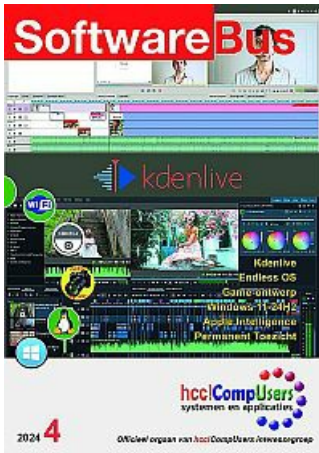 SoftwareBus
kdenlive
WiFi
Kdenlive
Endless OS
Game-ontwerp
Windows-11-24H2
Apple Intelligence
Permanent Toezicht
hcc!CompUsers
systemen en applicaties
2024 4
Officieel orgaan van hcc!CompUsers interessegroep